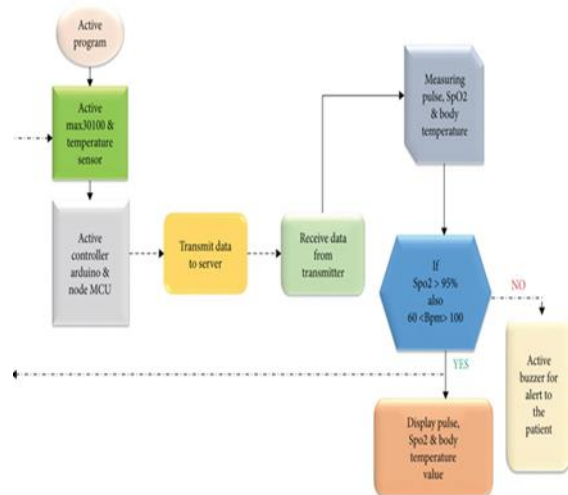 Active
program
Active
max30100 &
temperature
sensor
Active
controller
arduino &
node MCU
Transmit data
to server
Receive data
from
transmitter
Measuring
pulse, SpO2
& body
temperature
If
Spo2 > 95%
also
60 <Bpm> 100
NO
YES
Active
buzzer for
alert to
the
patient
Display pulse,
Spo2 & body
temperature
value